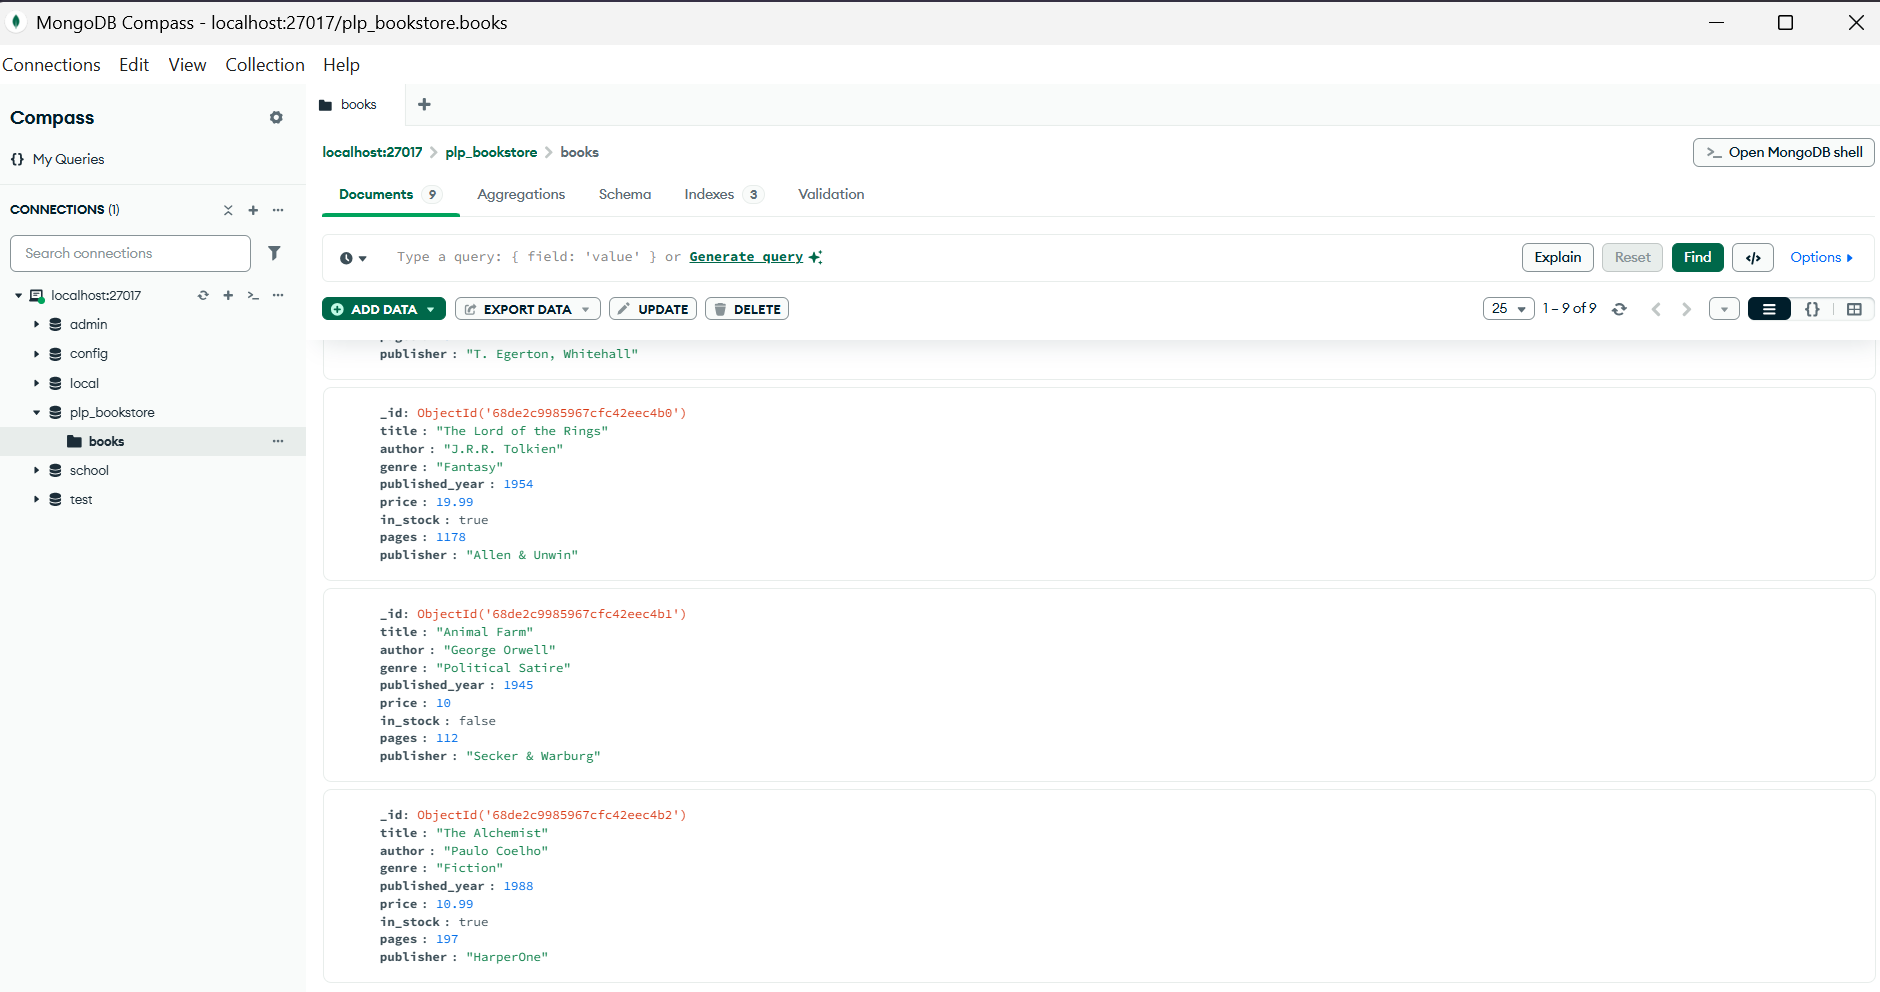 MongoDB Compass - localhost:27017/plp_bookstore.books
Connections Edit View Collection Help
Compass
{} My Queries
CONNECTIONS (1)
Search connections
localhost:27017
admin
config
local
plp_bookstore
books
school
test
books
localhost:27017 > plp_bookstore > books
>_ Open MongoDB shell
Documents 9 Aggregations Schema Indexes 3 Validation
Type a query: { field: 'value' } or Generate query
Explain Reset Find </> Options
ADD DATA EXPORT DATA UPDATE DELETE
25 1 – 9 of 9 {}
publisher : "T. Egerton, Whitehall"
_id: ObjectId('68de2c9985967cfc42eec4b0')
title : "The Lord of the Rings"
author : "J.R.R. Tolkien"
genre : "Fantasy"
published_year : 1954
price : 19.99
in_stock : true
pages : 1178
publisher : "Allen & Unwin"
_id: ObjectId('68de2c9985967cfc42eec4b1')
title : "Animal Farm"
author : "George Orwell"
genre : "Political Satire"
published_year : 1945
price : 10
in_stock : false
pages : 112
publisher : "Secker & Warburg"
_id: ObjectId('68de2c9985967cfc42eec4b2')
title : "The Alchemist"
author : "Paulo Coelho"
genre : "Fiction"
published_year : 1988
price : 10.99
in_stock : true
pages : 197
publisher : "HarperOne"